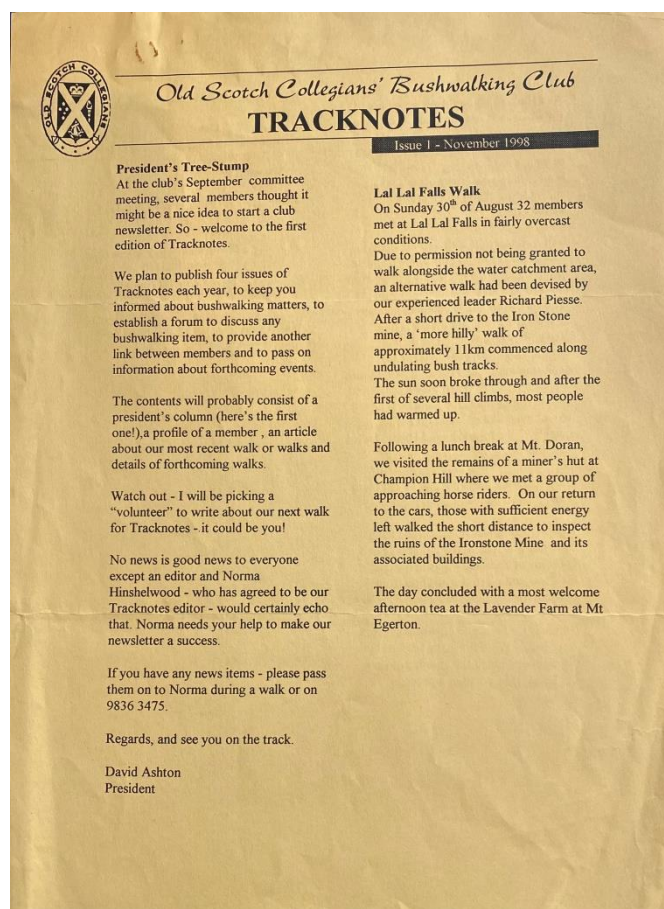 OLD SCOTCH COLLEGIANS
Old Scotch Collegians' Bushwalking Club
TRACKNOTES
Issue 1 - November 1998
President's Tree-Stump
At the club's September committee
meeting, several members thought it
might be a nice idea to start a club
newsletter. So - welcome to the first
edition of Tracknotes.
We plan to publish four issues of
Tracknotes each year, to keep you
informed about bushwalking matters, to
establish a forum to discuss any
bushwalking item, to provide another
link between members and to pass on
information about forthcoming events.
The contents will probably consist of a
president's column (here's the first
one!),a profile of a member , an article
about our most recent walk or walks and
details of forthcoming walks.
Watch out - I will be picking a
"volunteer" to write about our next walk
for Tracknotes - it could be you!
No news is good news to everyone
except an editor and Norma
Hinshelwood - who has agreed to be our
Tracknotes editor - would certainly echo
that. Norma needs your help to make our
newsletter a success.
If you have any news items - please pass
them on to Norma during a walk or on
9836 3475.
Regards, and see you on the track.
David Ashton
President
Lal Lal Falls Walk
On Sunday 30th of August 32 members
met at Lal Lal Falls in fairly overcast
conditions.
Due to permission not being granted to
walk alongside the water catchment area,
an alternative walk had been devised by
our experienced leader Richard Piesse.
After a short drive to the Iron Stone
mine, a 'more hilly' walk of
approximately 11km commenced along
undulating bush tracks.
The sun soon broke through and after the
first of several hill climbs, most people
had warmed up.
Following a lunch break at Mt. Doran,
we visited the remains of a miner's hut at
Champion Hill where we met a group of
approaching horse riders. On our return
to the cars, those with sufficient energy
left walked the short distance to inspect
the ruins of the Ironstone Mine and its
associated buildings.
The day concluded with a most welcome
afternoon tea at the Lavender Farm at Mt
Egerton.